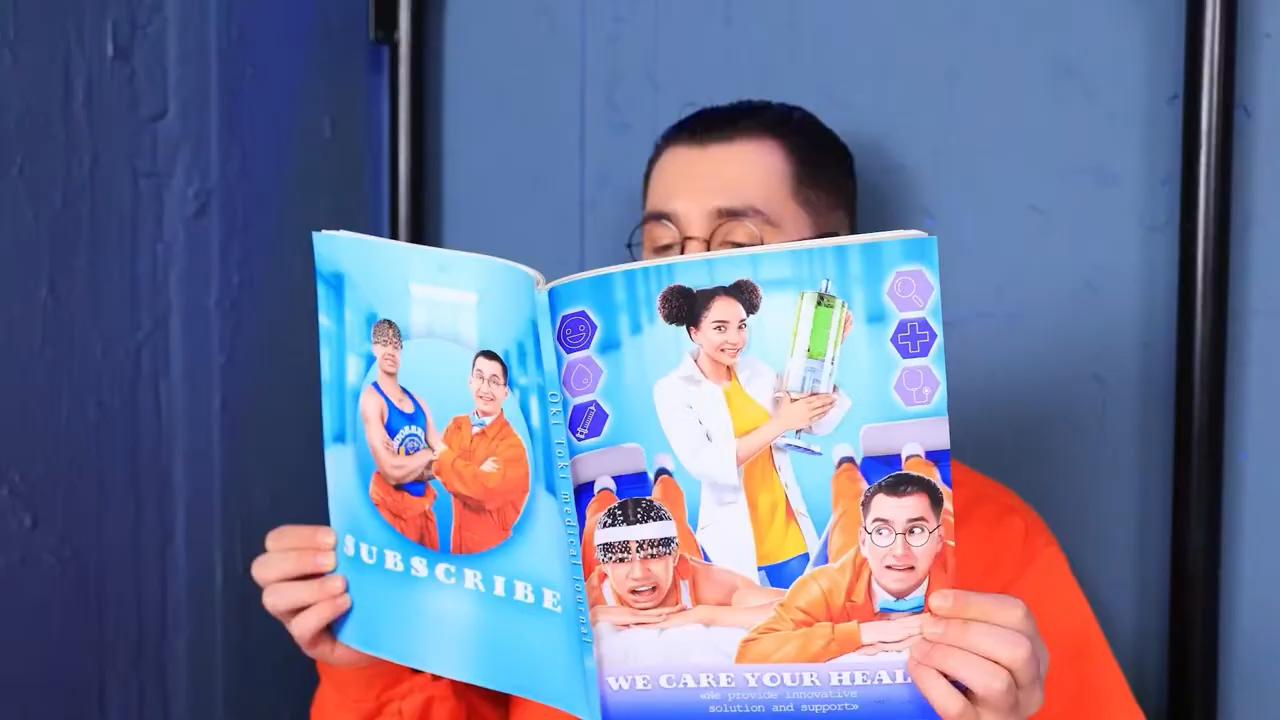 SUBSCRIBE
Oki Toki medical journal
WE CARE YOUR HEAL
«We provide innovative
solution and support»